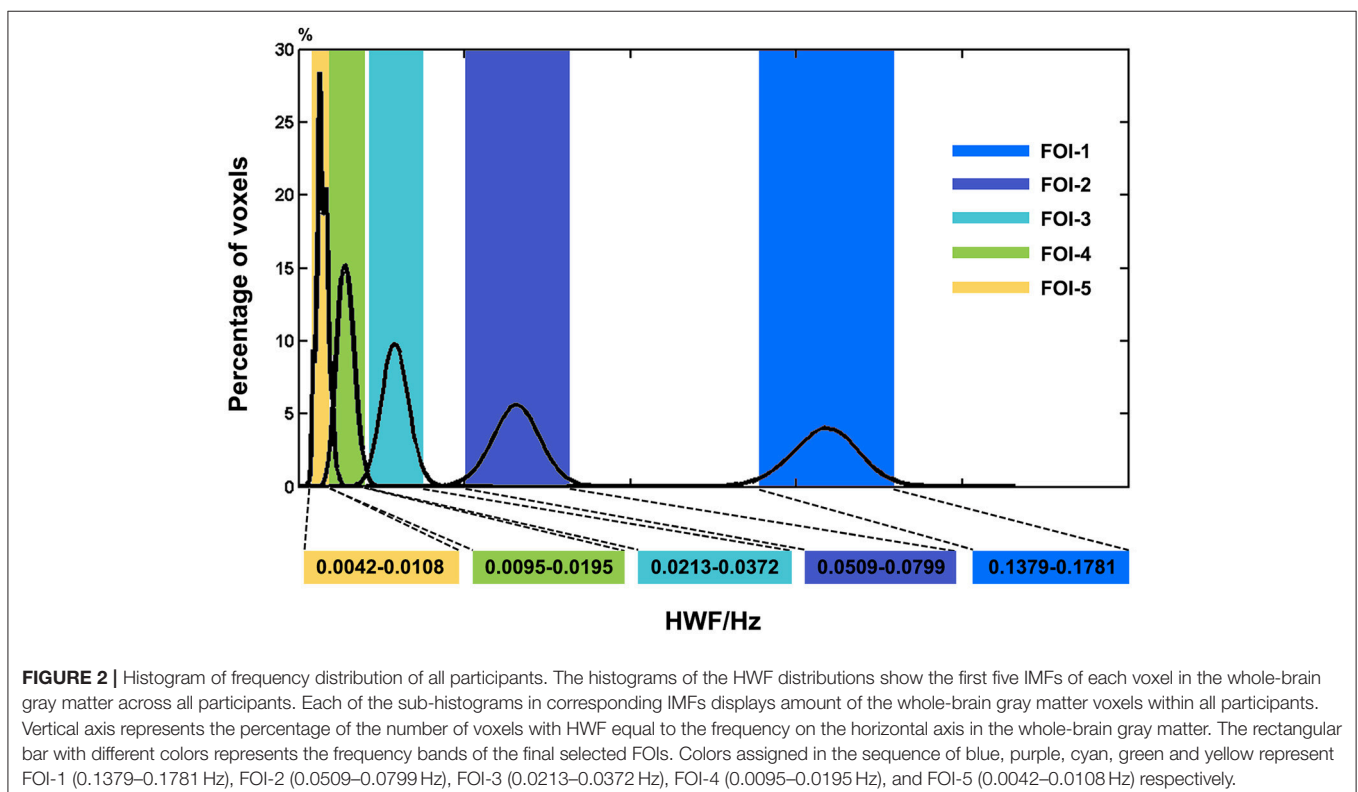 %
30
25
20
15
10
5
0
Percentage of voxels
FOI-1
FOI-2
FOI-3
FOI-4
FOI-5
0.0042-0.0108 0.0095-0.0195 0.0213-0.0372 0.0509-0.0799 0.1379-0.1781
HWF/Hz
FIGURE 2 | Histogram of frequency distribution of all participants. The histograms of the HWF distributions show the first five IMFs of each voxel in the whole-brain
gray matter across all participants. Each of the sub-histograms in corresponding IMFs displays amount of the whole-brain gray matter voxels within all participants.
Vertical axis represents the percentage of the number of voxels with HWF equal to the frequency on the horizontal axis in the whole-brain gray matter. The rectangular
bar with different colors represents the frequency bands of the final selected FOIs. Colors assigned in the sequence of blue, purple, cyan, green and yellow represent
FOI-1 (0.1379–0.1781 Hz), FOI-2 (0.0509–0.0799 Hz), FOI-3 (0.0213–0.0372 Hz), FOI-4 (0.0095–0.0195 Hz), and FOI-5 (0.0042–0.0108 Hz) respectively.